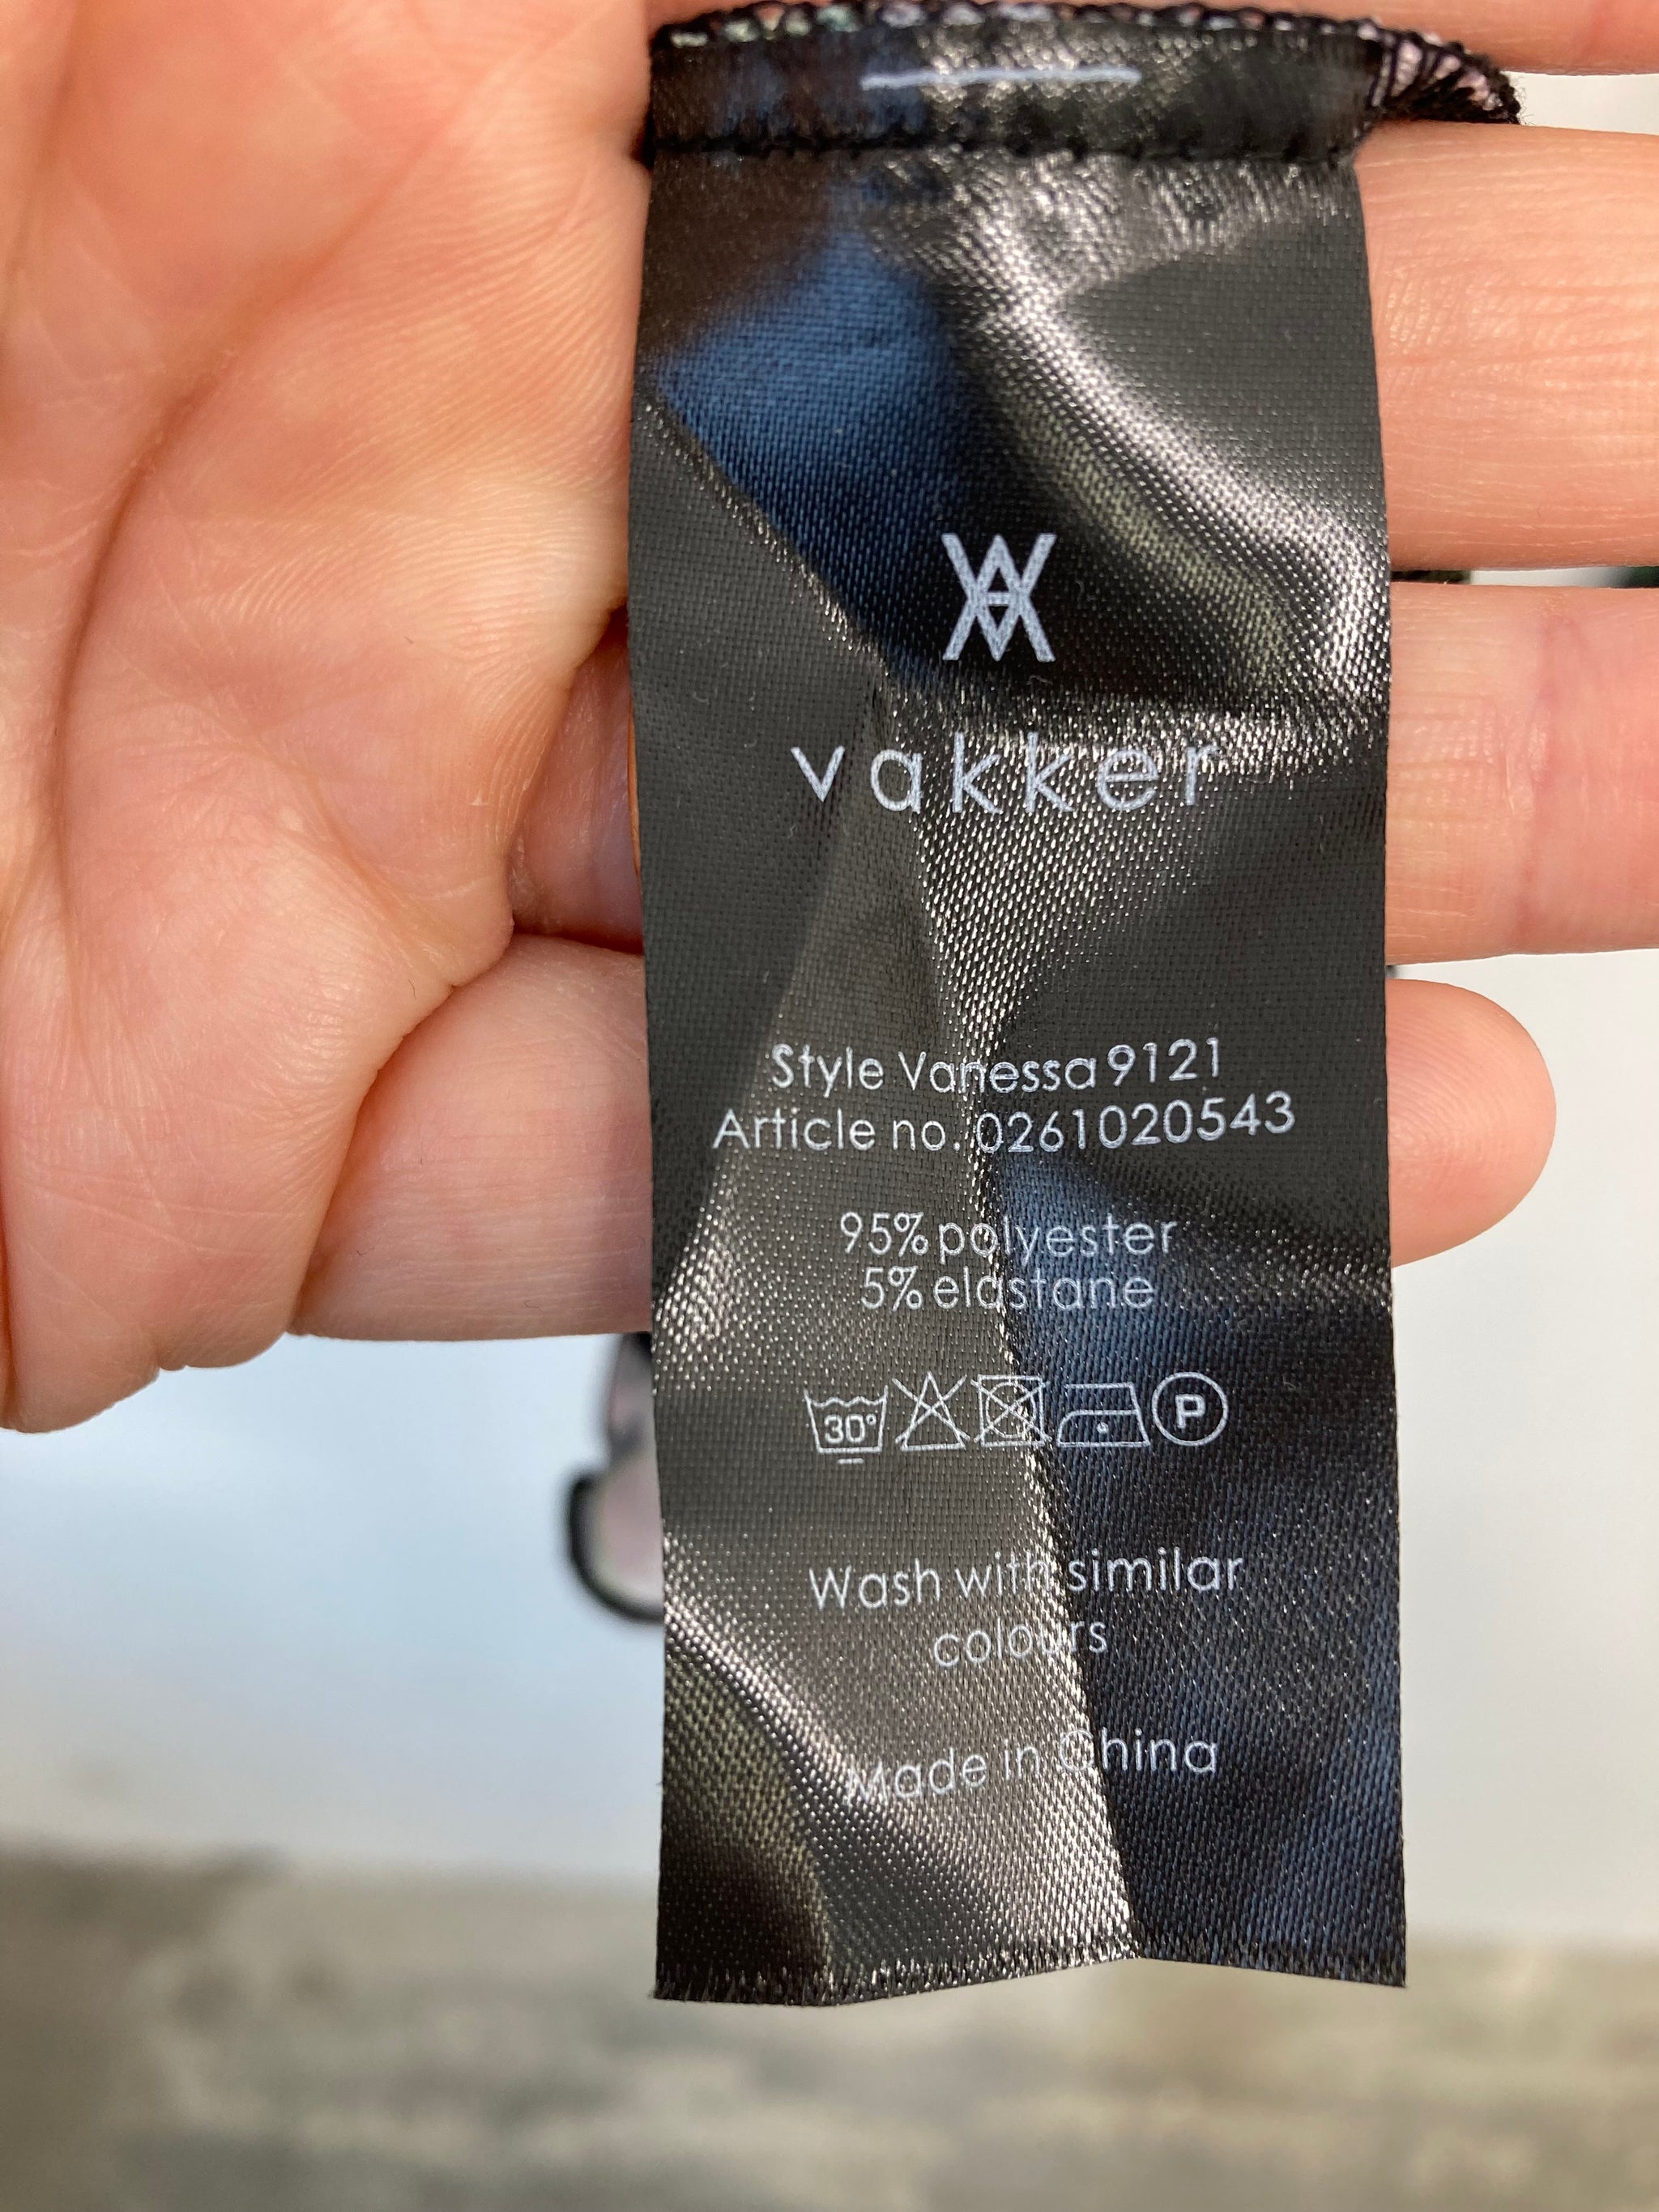 vakker
Style Vanessa 9121
Article no. 0261020543
95% polyester
5% elastane
30° P
Wash with similar
colours
Made in China